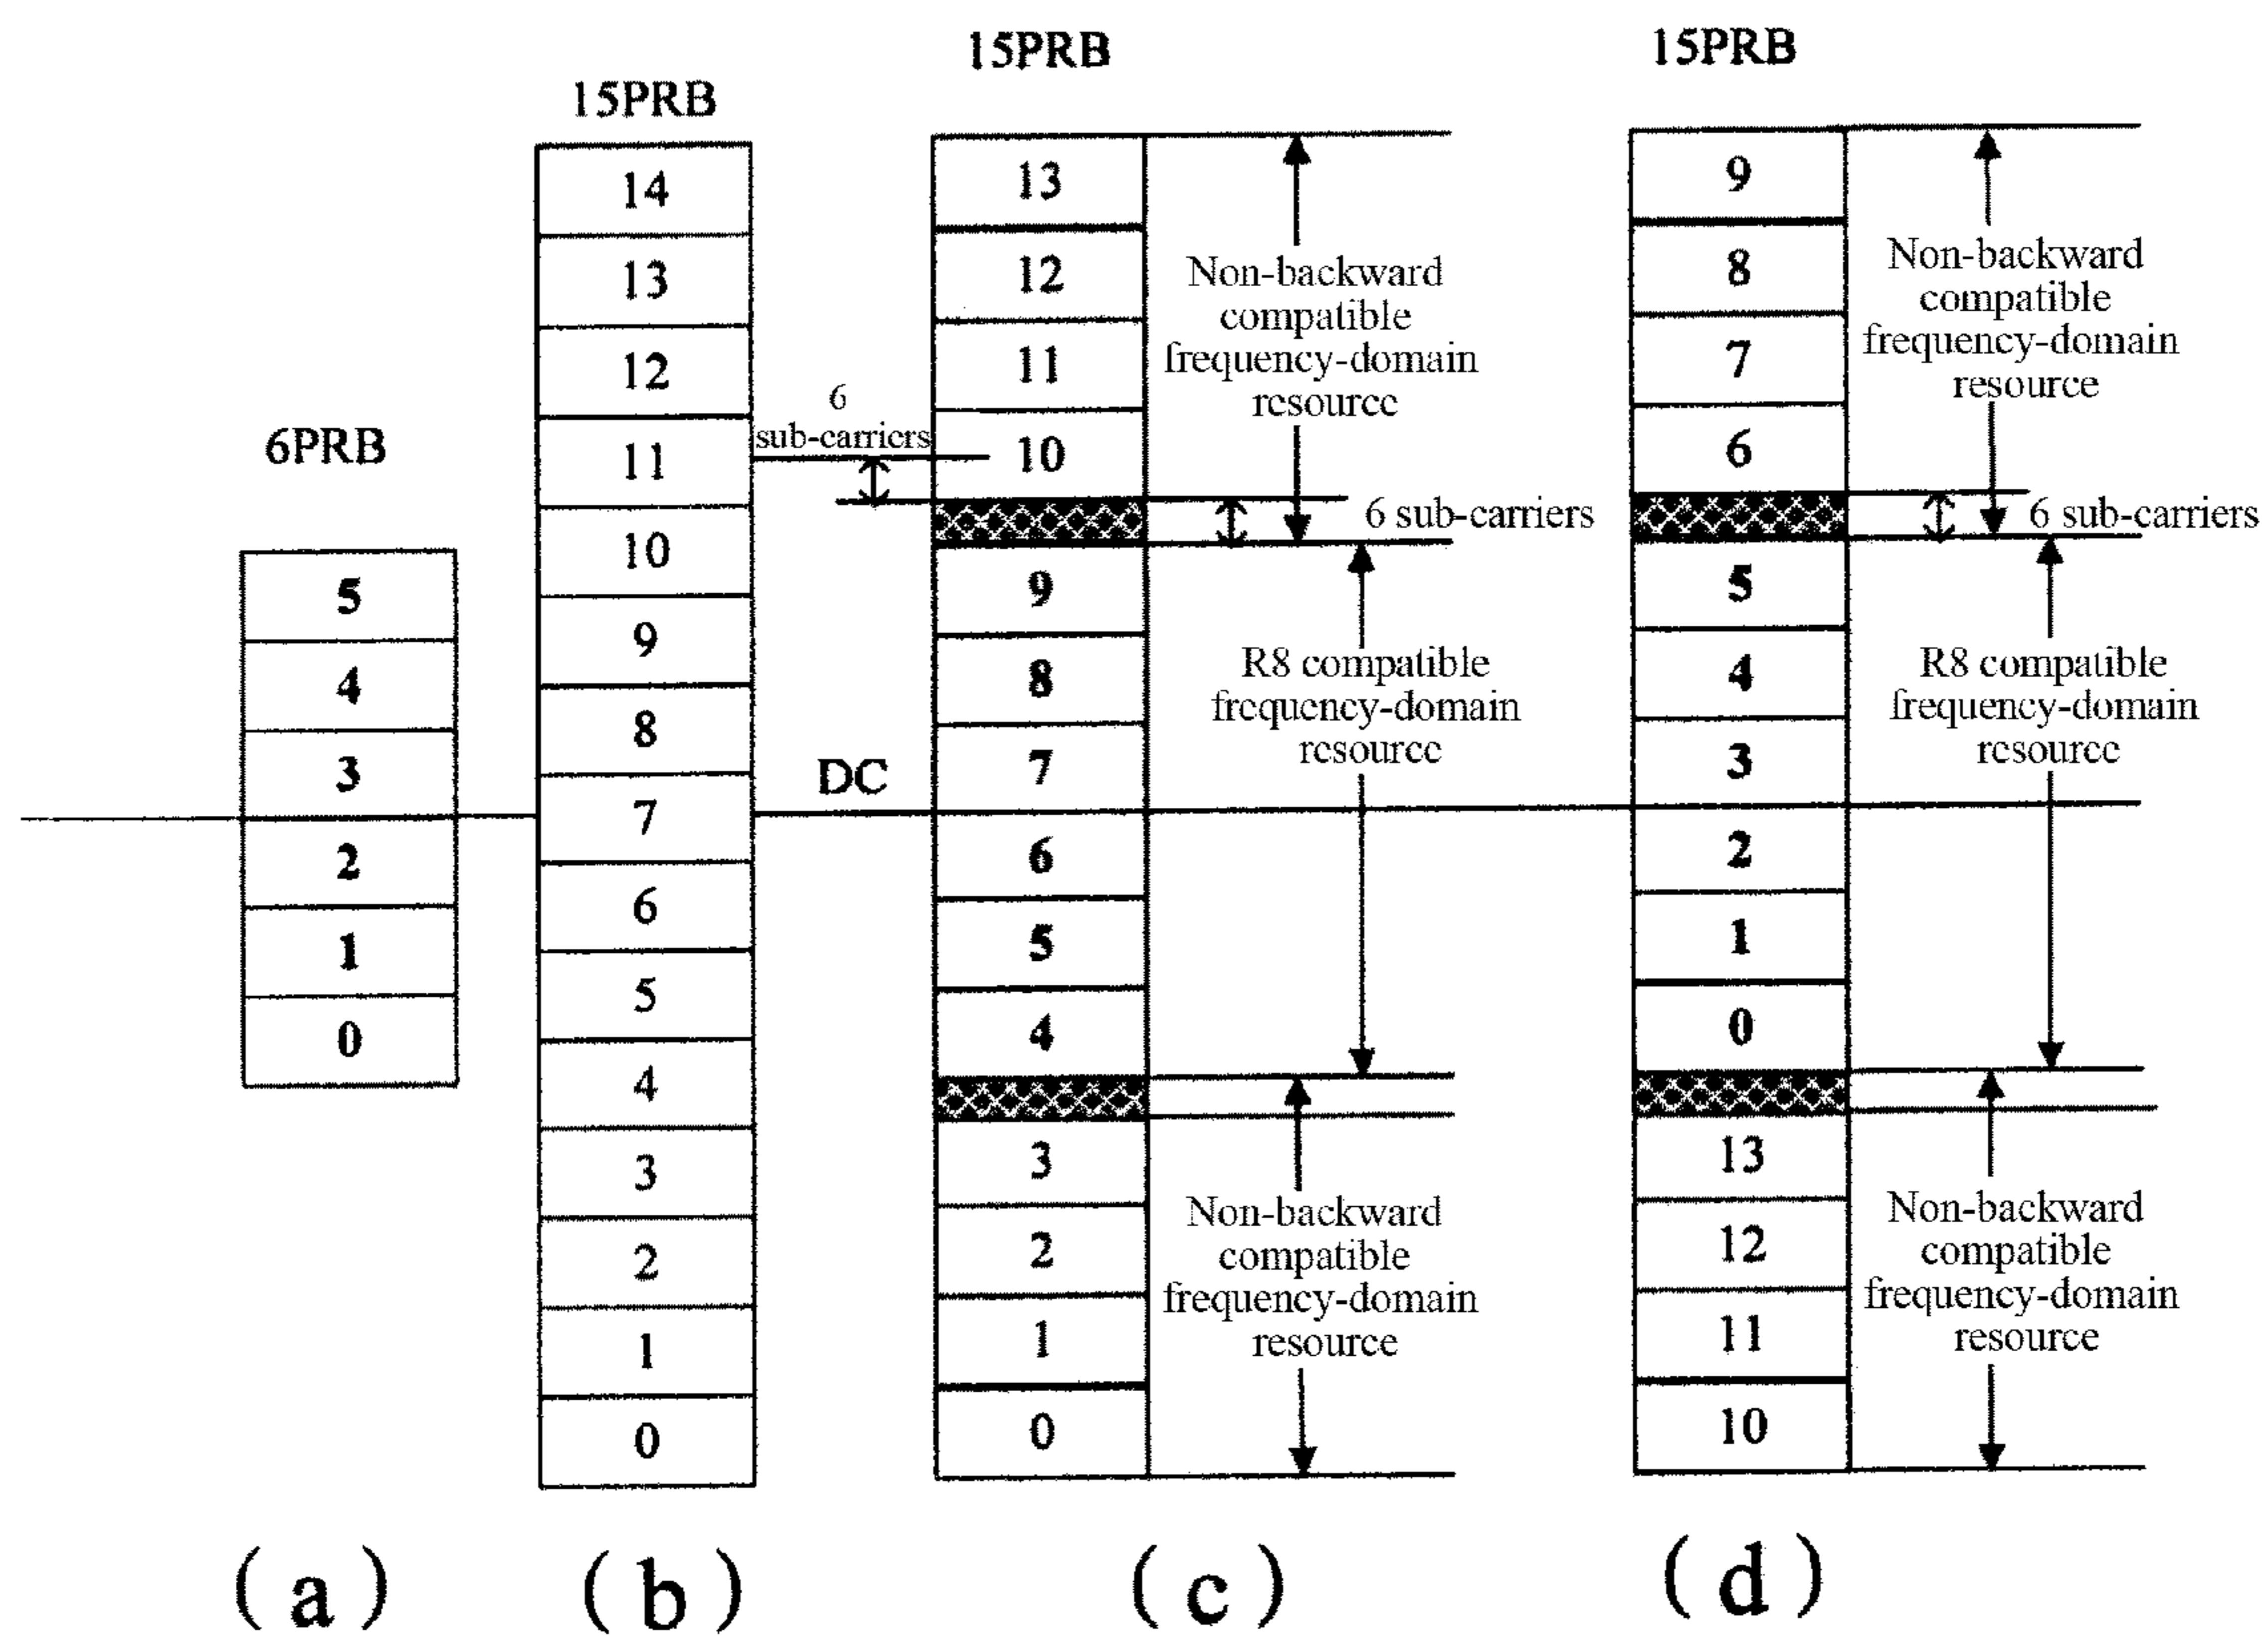 6PRB
5
4
3
2
1
0
(a)
15PRB
14
13
12
11
10
9
8
7
6
5
4
3
2
1
0
(b)
6
sub-carriers
DC
15PRB
13
12
11
10
9
8
7
6
5
4
3
2
1
0
Non-backward
compatible
frequency-domain
resource
6 sub-carriers
R8 compatible
frequency-domain
resource
Non-backward
compatible
frequency-domain
resource
(c)
15PRB
9
8
7
6
5
4
3
2
1
0
13
12
11
10
Non-backward
compatible
frequency-domain
resource
6 sub-carriers
R8 compatible
frequency-domain
resource
Non-backward
compatible
frequency-domain
resource
(d)